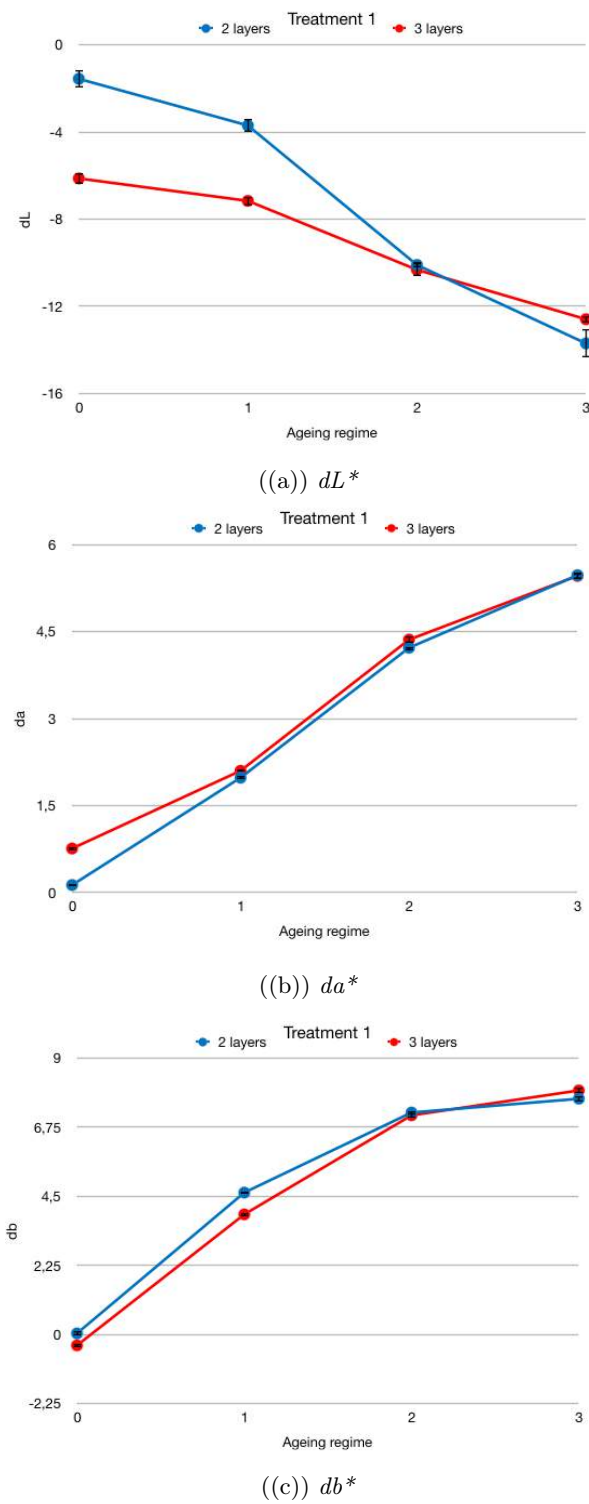 Treatment 1
2 layers
3 layers
0
-4
-8
-12
-16
dL
0
1
2
3
Ageing regime
((a)) dL*
Treatment 1
2 layers
3 layers
6
4,5
3
1,5
0
da
0
1
2
3
Ageing regime
((b)) da*
Treatment 1
2 layers
3 layers
9
6,75
4,5
2,25
0
-2,25
db
0
1
2
3
Ageing regime
((c)) db*